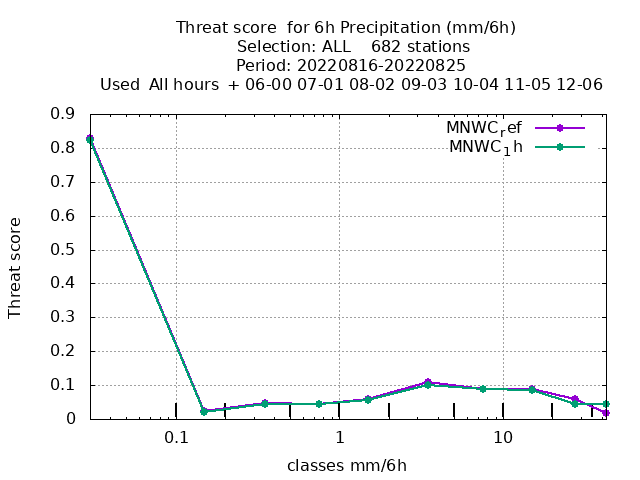 Threat score  for 6h Precipitation (mm/6h)
Selection: ALL    682 stations
Period: 20220816-20220825
Used  All hours  + 06-00 07-01 08-02 09-03 10-04 11-05 12-06
MNWCref
MNWC1h
0.9
0.8
0.7
0.6
0.5
0.4
0.3
0.2
0.1
0
Threat score
0.1 1 10
classes mm/6h